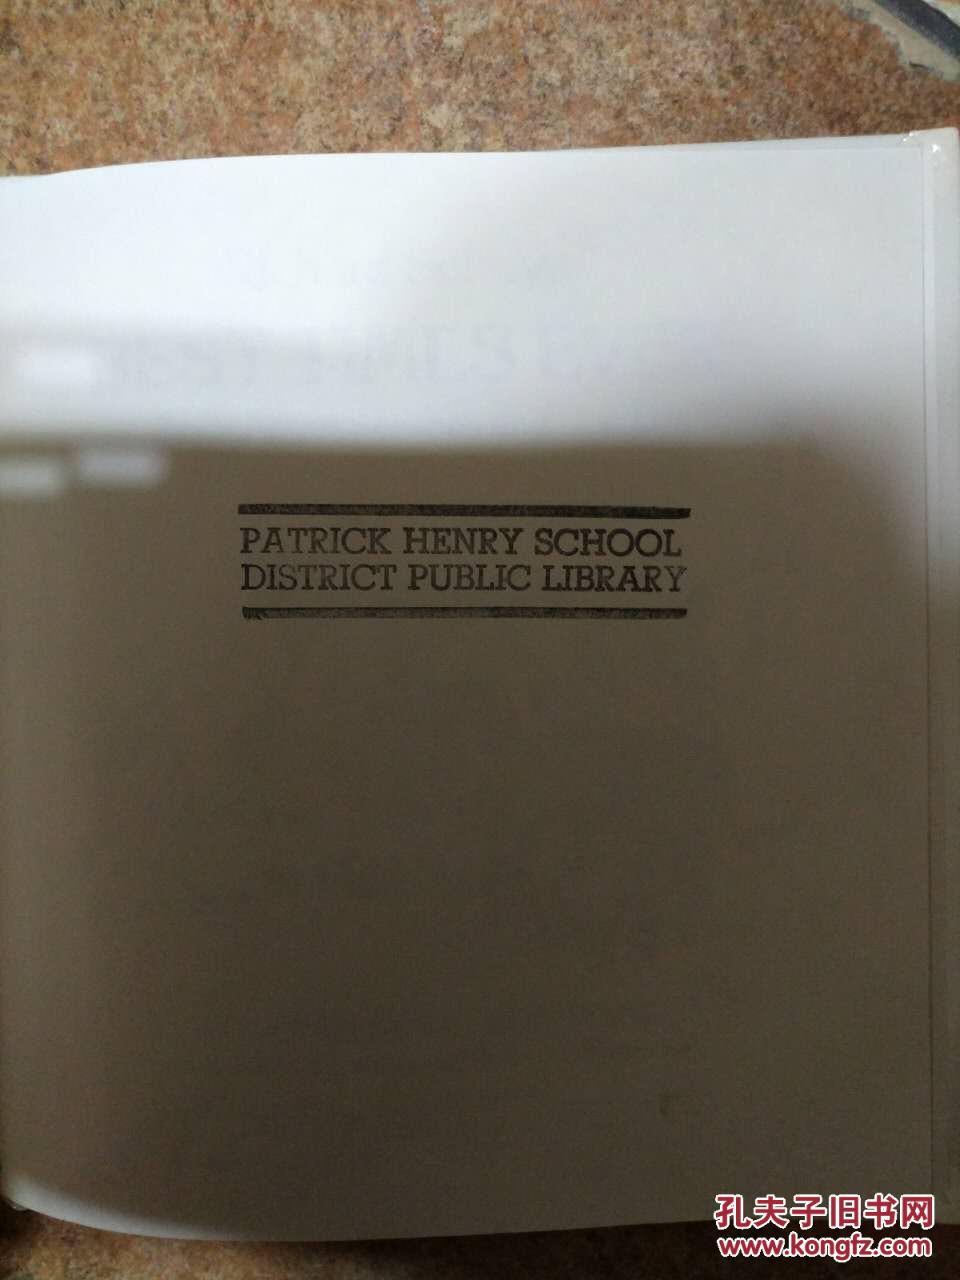 PATRICK HENRY SCHOOL
DISTRICT PUBLIC LIBRARY
孔夫子旧书网
www.kongfz.com